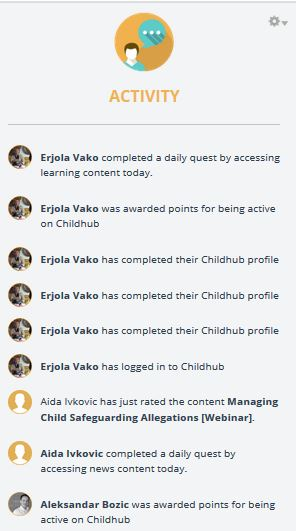 ACTIVITY
Erjola Vako completed a daily quest by accessing
learning content today.
Erjola Vako was awarded points for being active
on Childhub
Erjola Vako has completed their Childhub profile
Erjola Vako has completed their Childhub profile
Erjola Vako has completed their Childhub profile
Erjola Vako has logged in to Childhub
Aida Ivkovic has just rated the content Managing
Child Safeguarding Allegations [Webinar].
Aida Ivkovic completed a daily quest by
accessing news content today.
Aleksandar Bozic was awarded points for being
active on Childhub